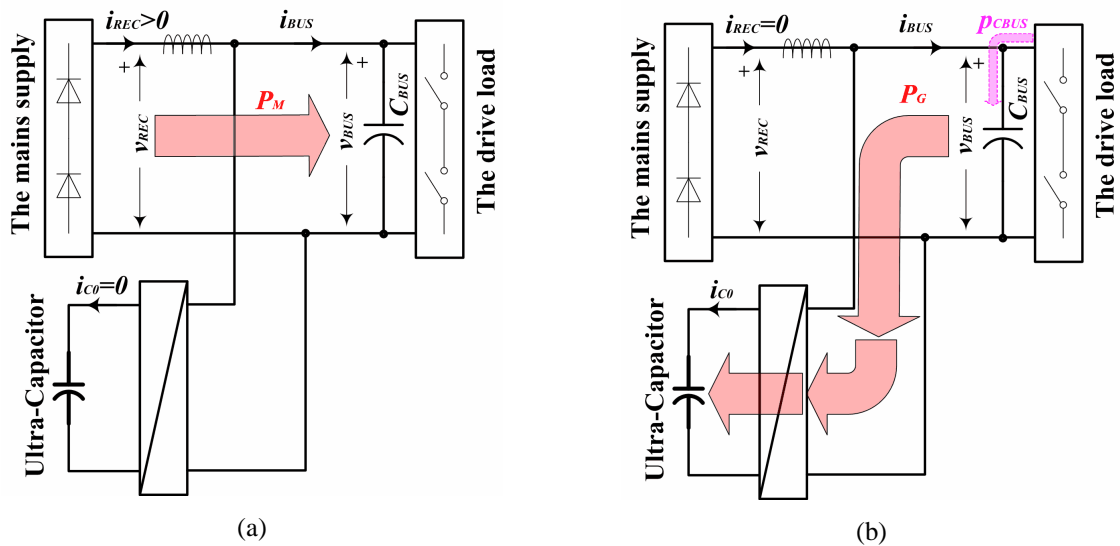 The mains supply
i_REC>0
i_BUS
+
+
P_M
v_REC
v_BUS
C_BUS
The drive load
i_C0=0
Ultra-Capacitor
(a)
The mains supply
i_REC=0
i_BUS
p_CBUS
+
+
P_G
v_REC
v_BUS
C_BUS
The drive load
i_C0
Ultra-Capacitor
(b)